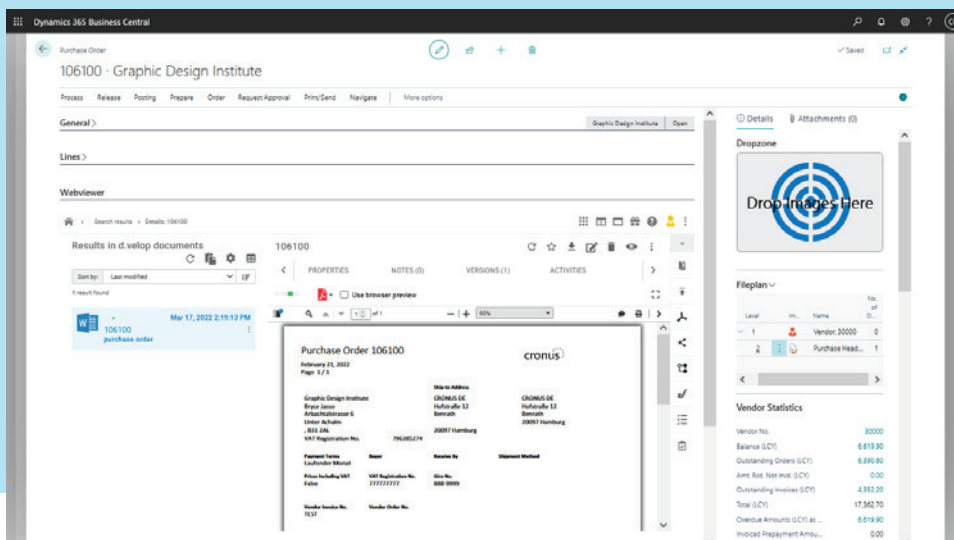 Dynamics 365 Business Central
Purchase Order
Saved
106100 · Graphic Design Institute
Process Release Posting Prepare Order Request Approval Print/Send Navigate More options
General
Graphic Design Institute Open
Lines
Webviewer
Search results Details: 106100
Results in d.velop documents
Sort by: Last modified
1 result found
Mar 17, 2022 2:19:13 PM
106100
purchase order
106100
PROPERTIES NOTES (0) VERSIONS (1) ACTIVITIES
Use browser preview
1 of 1
90%
Purchase Order 106100
cronus
February 21, 2022
Page 1 / 1
Ship-to Address
Graphic Design Institute CRONUS DE CRONUS DE
Bryce Jasso Hofstraße 12 Hofstraße 12
Arbachtalstrasse 6 Benrath Benrath
Unter Achalm
, B31 2AL 20097 Hamburg 20097 Hamburg
VAT Registration No. 796385274
Payment Terms Buyer Receive By Shipment Method
Laufender Monat
Prices Including VAT VAT Registration No. Giro No.
False 777777777 888-9999
Vendor Invoice No. Vendor Order No.
TEST
Details Attachments (0)
Dropzone
Drop Images Here
Fileplan
Level Im... Name No. of D...
1 Vendor: 30000 0
2 Purchase Head... 1
Vendor Statistics
Vendor No. 30000
Balance (LCY) 6.619.90
Outstanding Orders (LCY) 6.390.60
Amt. Rcd. Not Invd. (LCY) 0.00
Outstanding Invoices (LCY) 4,352.20
Total (LCY) 17,362.70
Overdue Amounts (LCY) as ... 6.619.90
Invoiced Prepayment Amou... 0.00